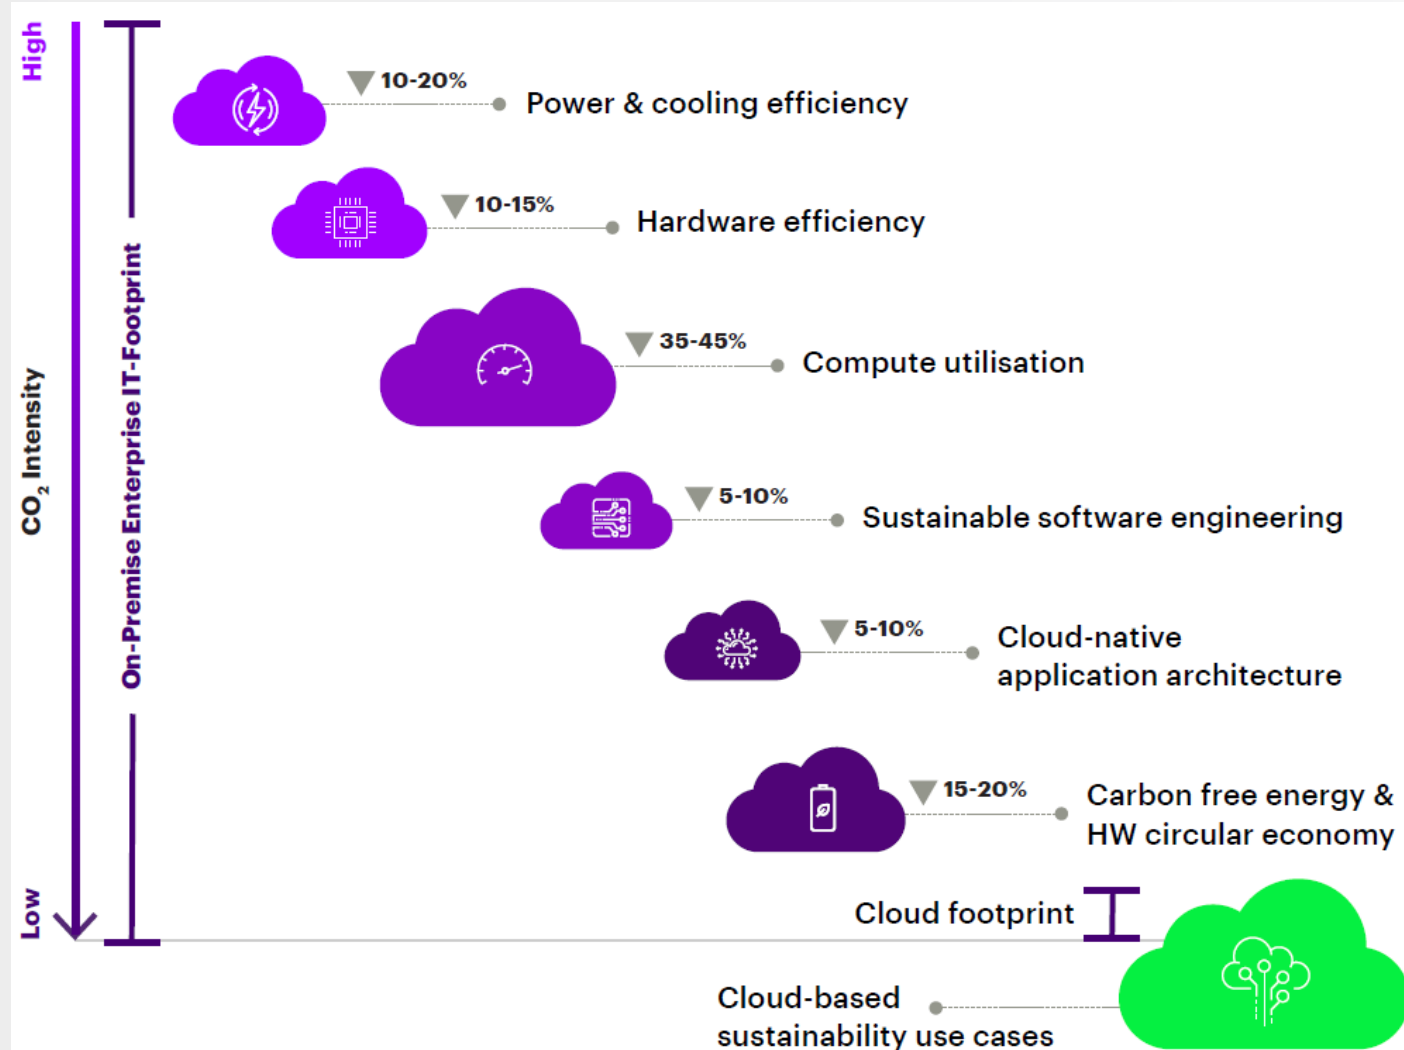 High
10-20%
Power & cooling efficiency
10-15%
Hardware efficiency
35-45%
Compute utilisation
CO₂ Intensity
On-Premise Enterprise IT-Footprint
5-10%
Sustainable software engineering
5-10%
Cloud-native
application architecture
15-20%
Carbon free energy &
HW circular economy
Low
Cloud footprint
Cloud-based
sustainability use cases